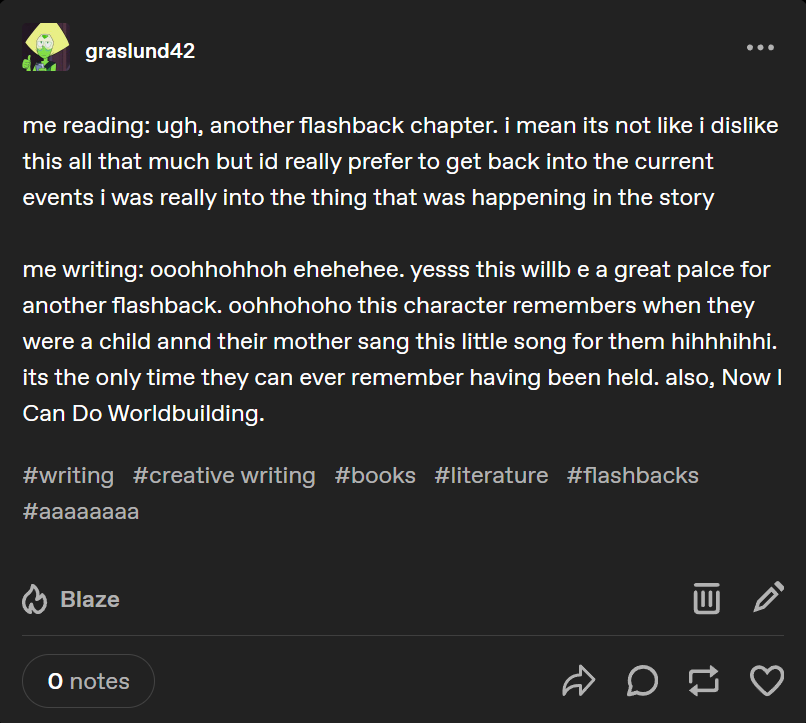 graslund42
me reading: ugh, another flashback chapter. i mean its not like i dislike
this all that much but id really prefer to get back into the current
events i was really into the thing that was happening in the story
me writing: ooohhohhoh ehehehee. yesss this willb e a great palce for
another flashback. oohhohoho this character remembers when they
were a child annd their mother sang this little song for them hihhhihhi.
its the only time they can ever remember having been held. also, Now I
Can Do Worldbuilding.
#writing #creative writing #books #literature #flashbacks
#aaaaaaaa
Blaze
0 notes